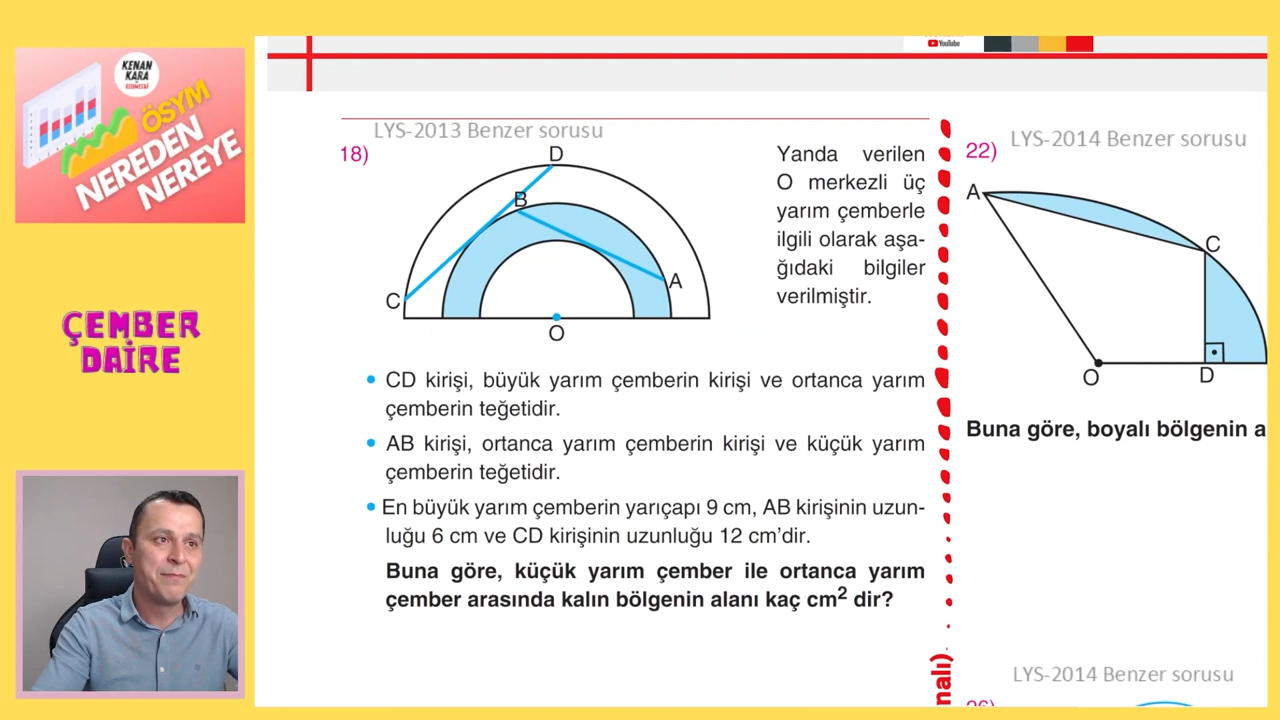 KENAN
KARA
GEOMETRİ
ÖSYM
NEREDEN
NEREYE
ÇEMBER
DAİRE
YouTube
LYS-2013 Benzer sorusu
18)
D
B
C
A
O
Yanda verilen
O merkezli üç
yarım çemberle
ilgili olarak aşa-
ğıdaki bilgiler
verilmiştir.
• CD kirişi, büyük yarım çemberin kirişi ve ortanca yarım
çemberin teğetidir.
• AB kirişi, ortanca yarım çemberin kirişi ve küçük yarım
çemberin teğetidir.
• En büyük yarım çemberin yarıçapı 9 cm, AB kirişinin uzun-
luğu 6 cm ve CD kirişinin uzunluğu 12 cm'dir.
Buna göre, küçük yarım çember ile ortanca yarım
çember arasında kalın bölgenin alanı kaç cm² dir?
nalı)
LYS-2014 Benzer sorusu
22)
A
C
O
D
Buna göre, boyalı bölgenin a
LYS-2014 Benzer sorusu